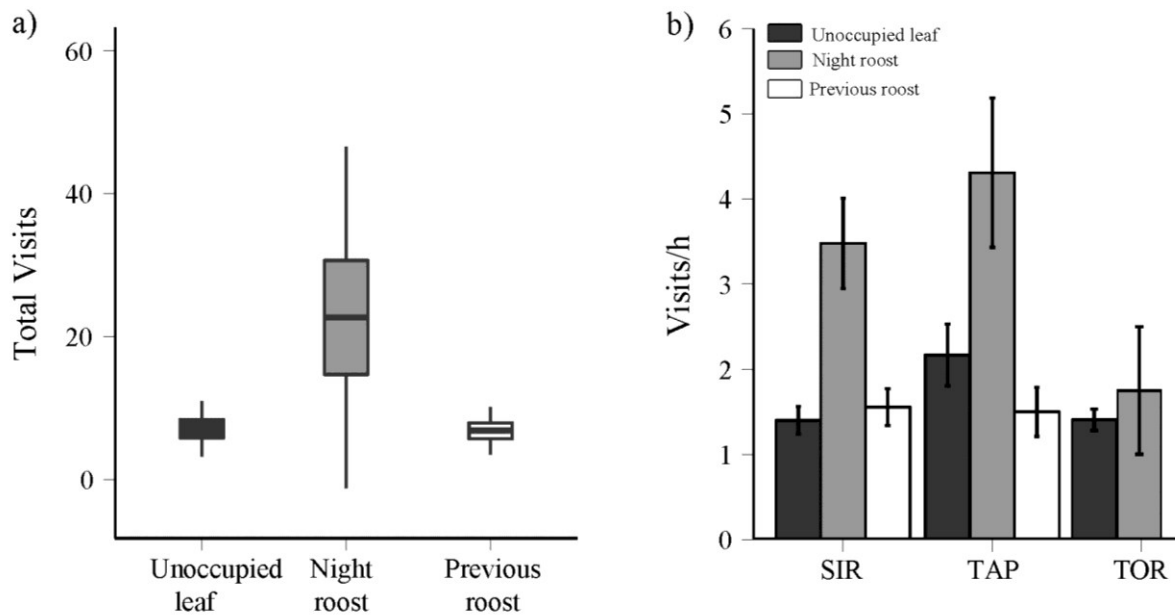 a)
60
40
20
0
Total Visits
Unoccupied
leaf
Night
roost
Previous
roost
b)
6
5
4
3
2
1
0
Visits/h
Unoccupied leaf
Night roost
Previous roost
SIR
TAP
TOR